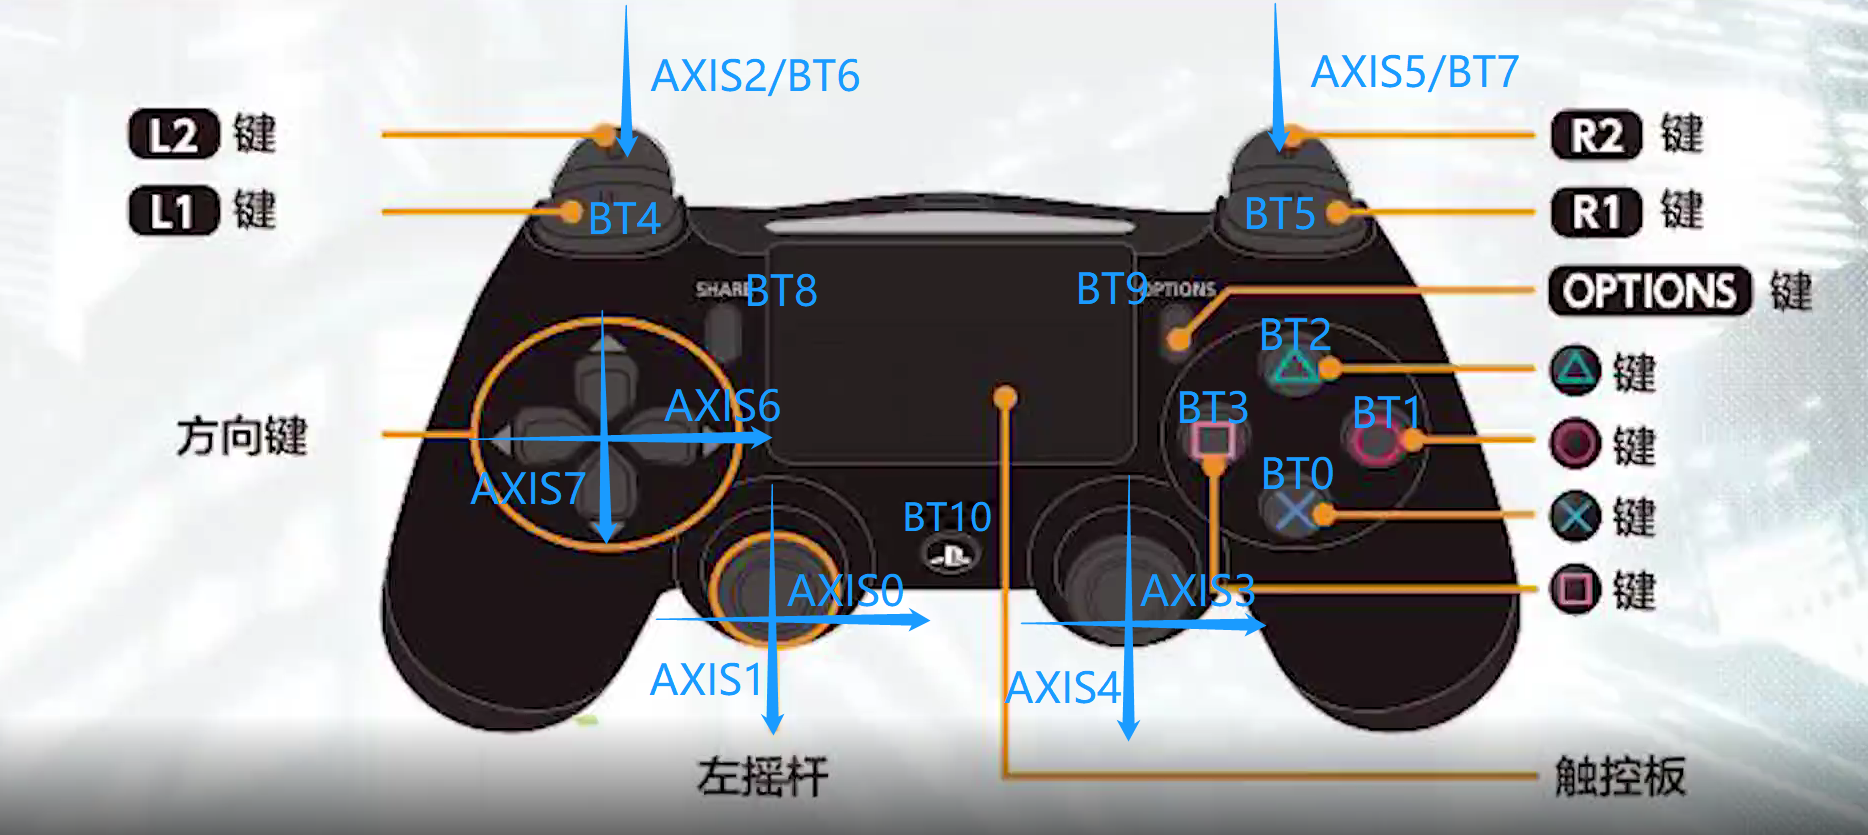 AXIS2/BT6
AXIS5/BT7
L2 键
R2 键
L1 键
BT4
BT5
R1 键
SHARE
BT8
BT9
OPTIONS
OPTIONS 键
BT2
键
AXIS6
BT3
BT1
方向键
键
AXIS7
BT0
BT10
键
AXIS0
AXIS3
键
AXIS1
AXIS4
左摇杆
触控板